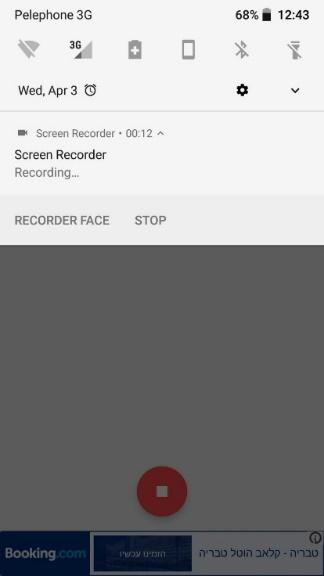 Pelephone 3G
68% 12:43
3G
Wed, Apr 3
Screen Recorder • 00:12
Screen Recorder
Recording...
RECORDER FACE STOP
Booking.com
הזמינו עכשיו
טבריה - קלאב הוטל טבריה